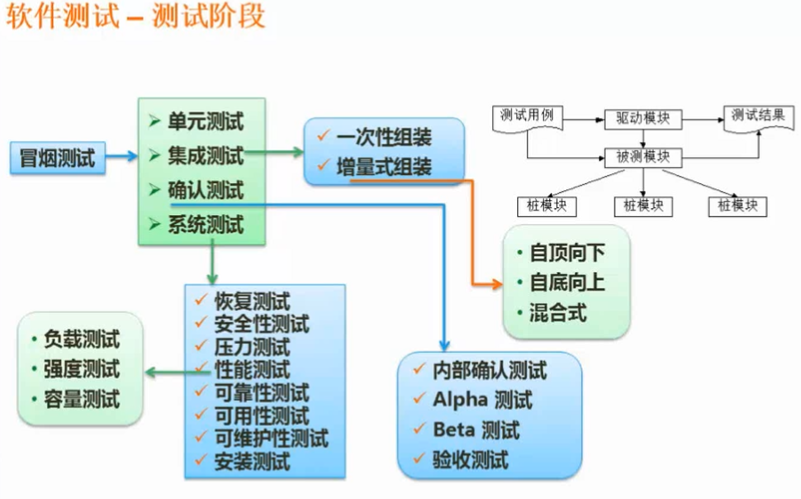 软件测试 – 测试阶段
冒烟测试
单元测试
集成测试
确认测试
系统测试
一次性组装
增量式组装
测试用例
驱动模块
测试结果
被测模块
桩模块
桩模块
桩模块
自顶向下
自底向上
混合式
恢复测试
安全性测试
压力测试
性能测试
可靠性测试
可用性测试
可维护性测试
安装测试
负载测试
强度测试
容量测试
内部确认测试
Alpha 测试
Beta 测试
验收测试